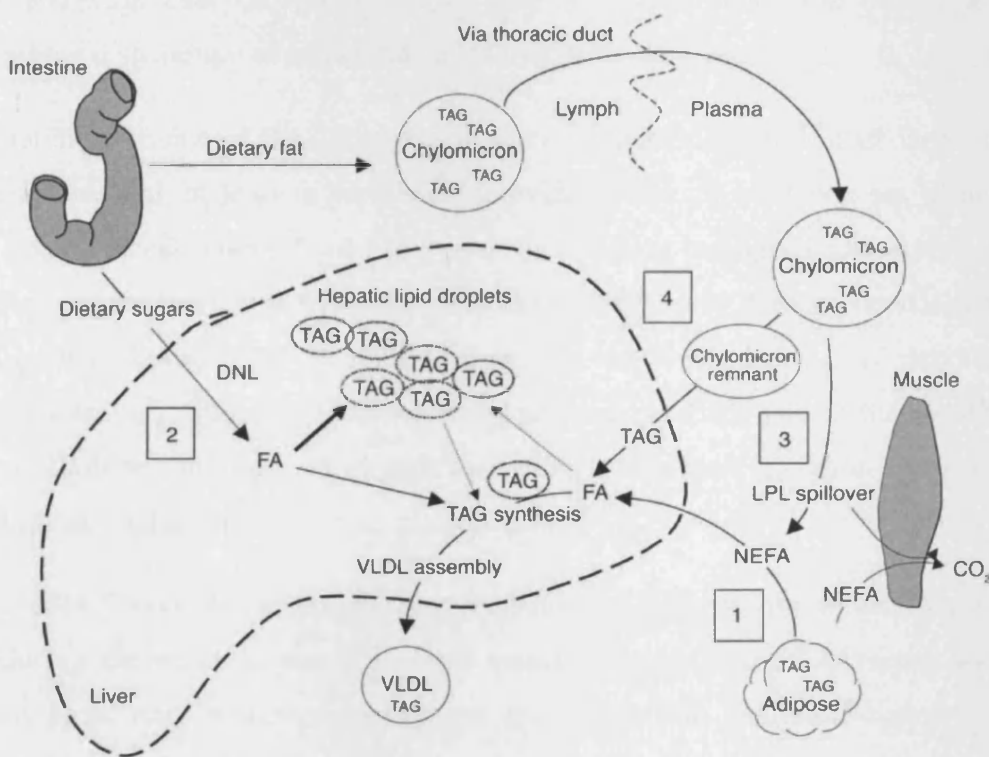 Via thoracic duct
Intestine
Lymph
Plasma
TAG
TAG
Chylomicron
TAG
TAG
Dietary fat
TAG
TAG
Chylomicron
TAG
TAG
4
Hepatic lipid droplets
Dietary sugars
TAG
TAG
TAG
TAG
TAG
TAG
Chylomicron
remnant
Muscle
DNL
2
TAG
3
FA
TAG
FA
LPL spillover
TAG synthesis
NEFA
VLDL assembly
CO2
NEFA
1
TAG
TAG
Adipose
VLDL
TAG
Liver